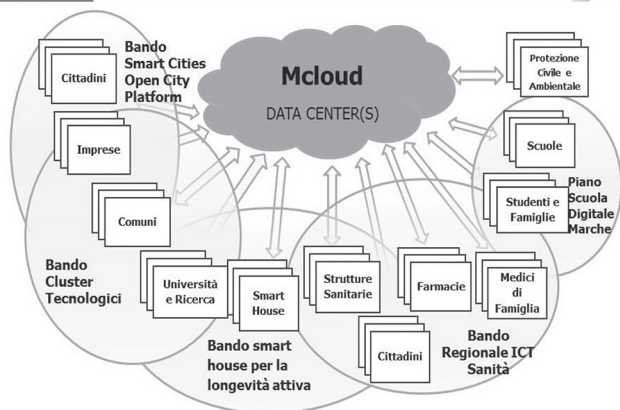 Mcloud
DATA CENTER(S)
Bando
Smart Cities
Open City
Platform
Cittadini
Imprese
Comuni
Università
e Ricerca
Bando
Cluster
Tecnologici
Smart
House
Bando smart
house per la
longevità attiva
Strutture
Sanitarie
Cittadini
Farmacie
Medici
di
Famiglia
Bando
Regionale ICT
Sanità
Protezione
Civile e
Ambientale
Scuole
Studenti e
Famiglie
Piano
Scuola
Digitale
Marche